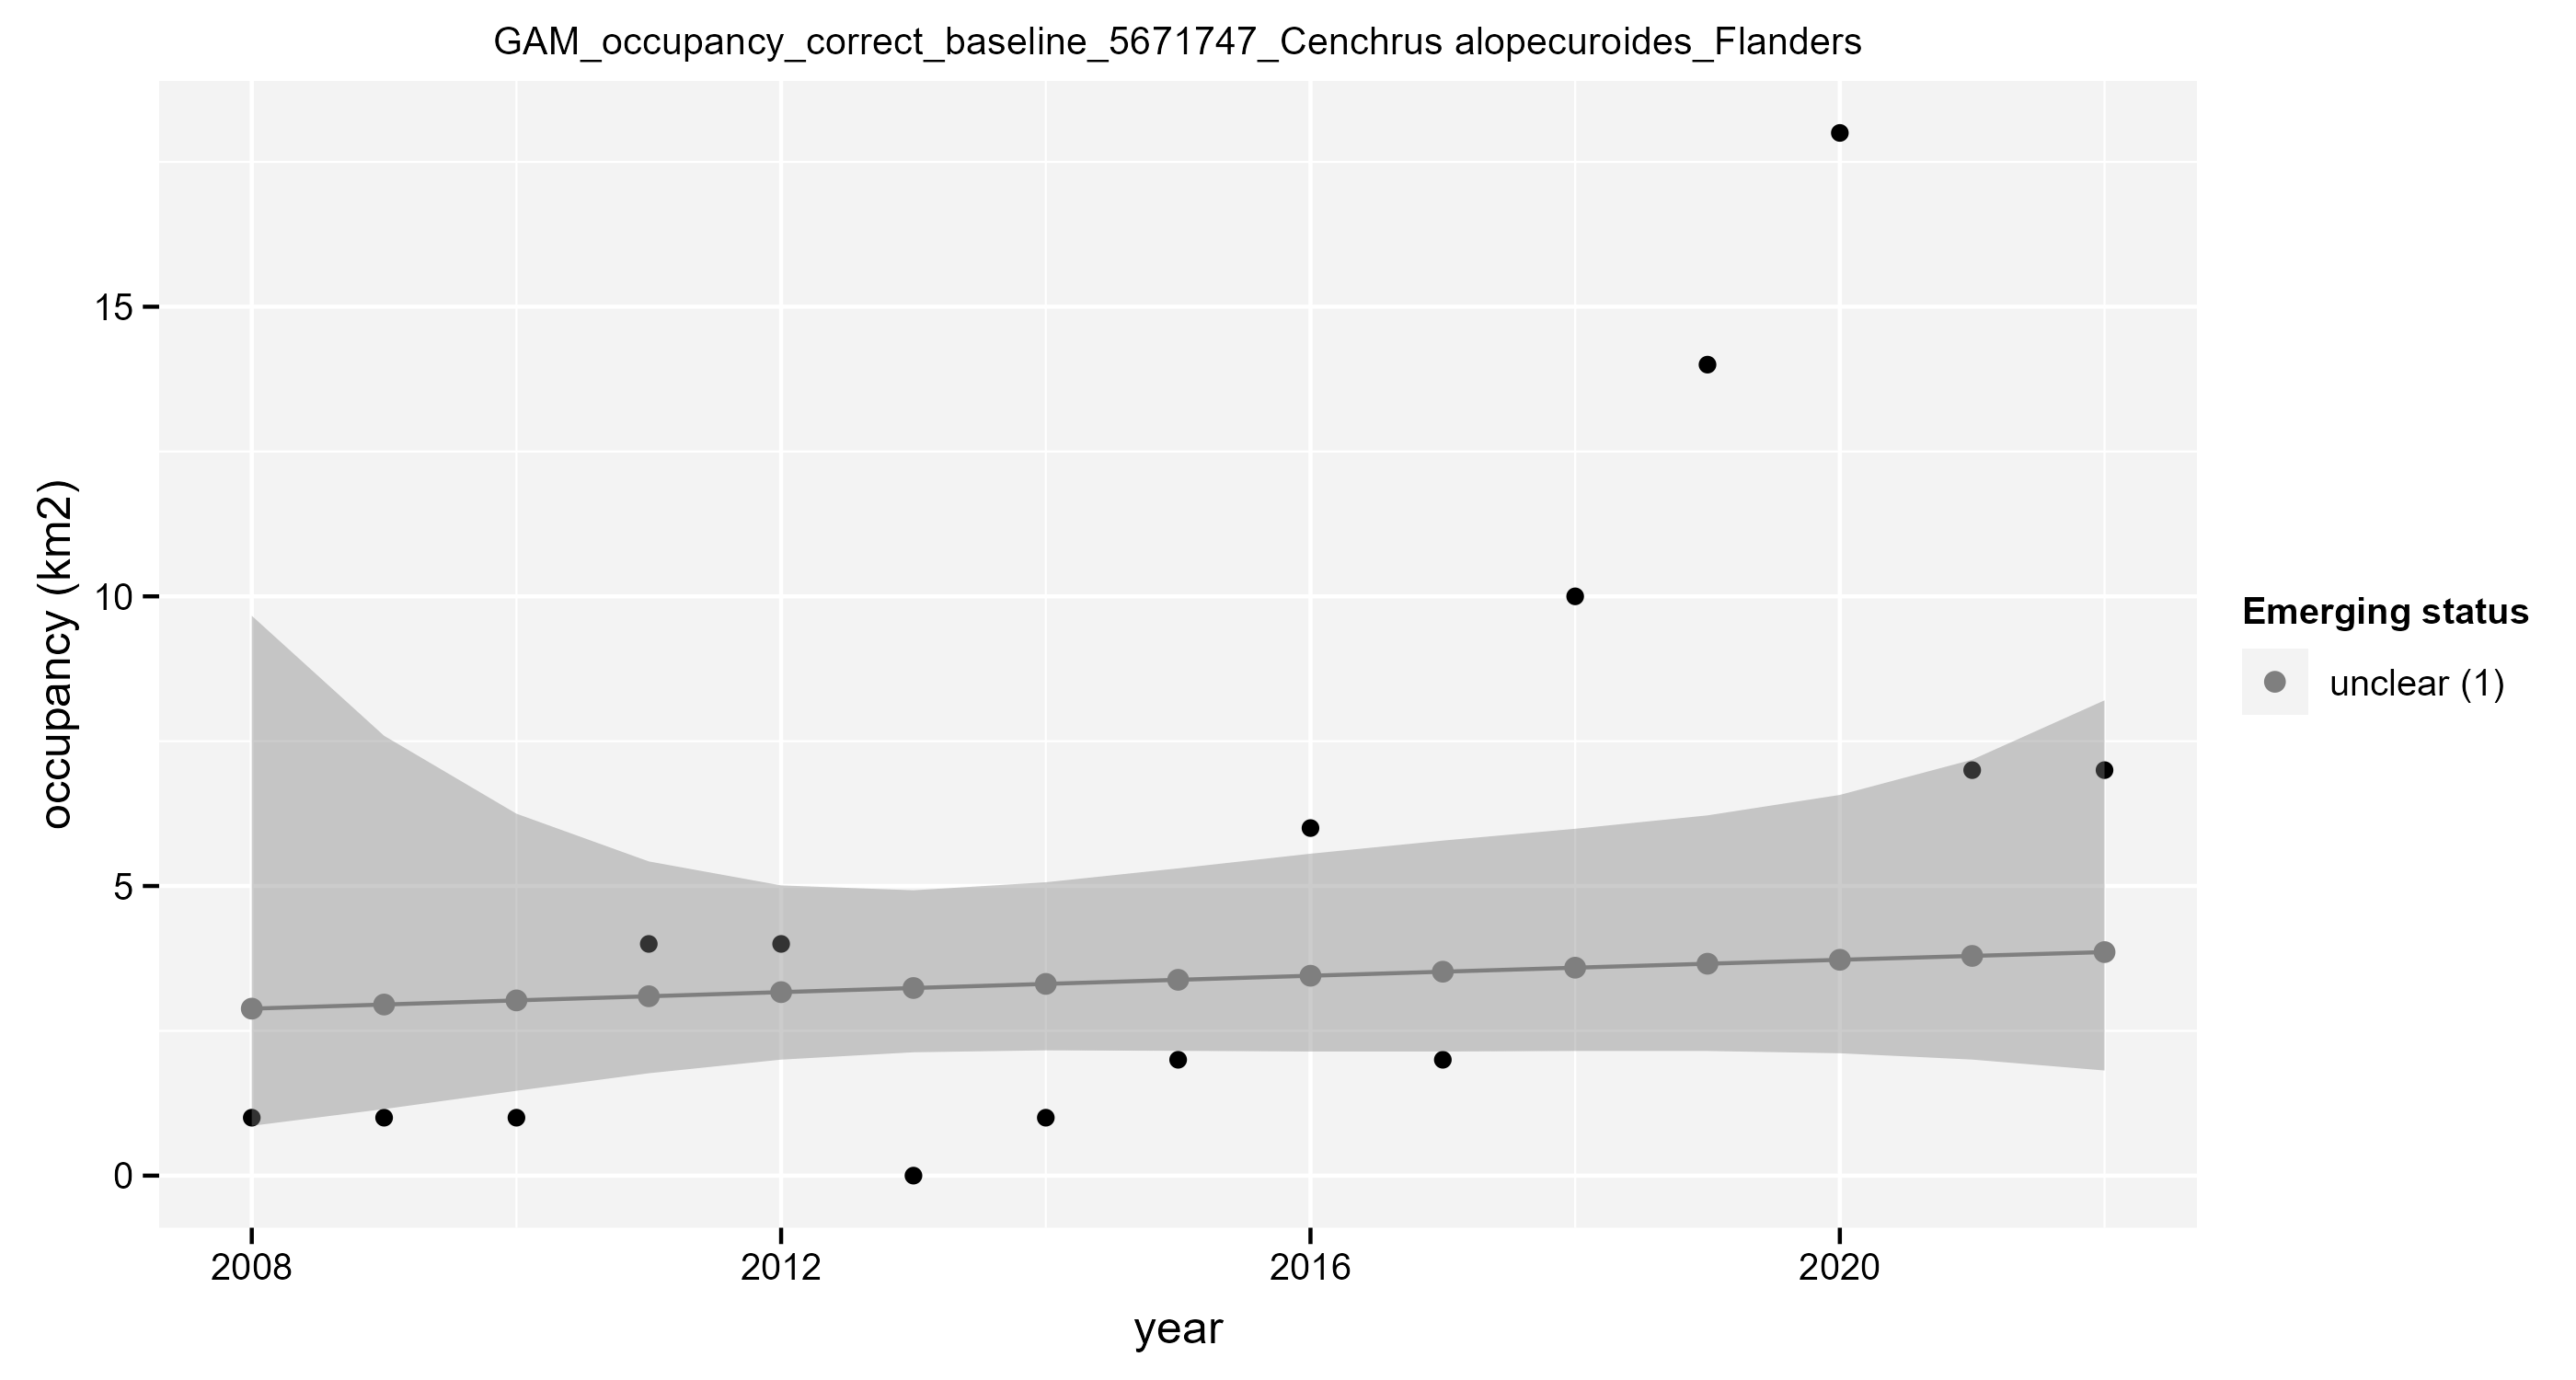 GAM_occupancy_correct_baseline_5671747_Cenchrus alopecuroides_Flanders
occupancy (km2)
15
10
5
0
2008
2012
2016
2020
year
Emerging status
unclear (1)